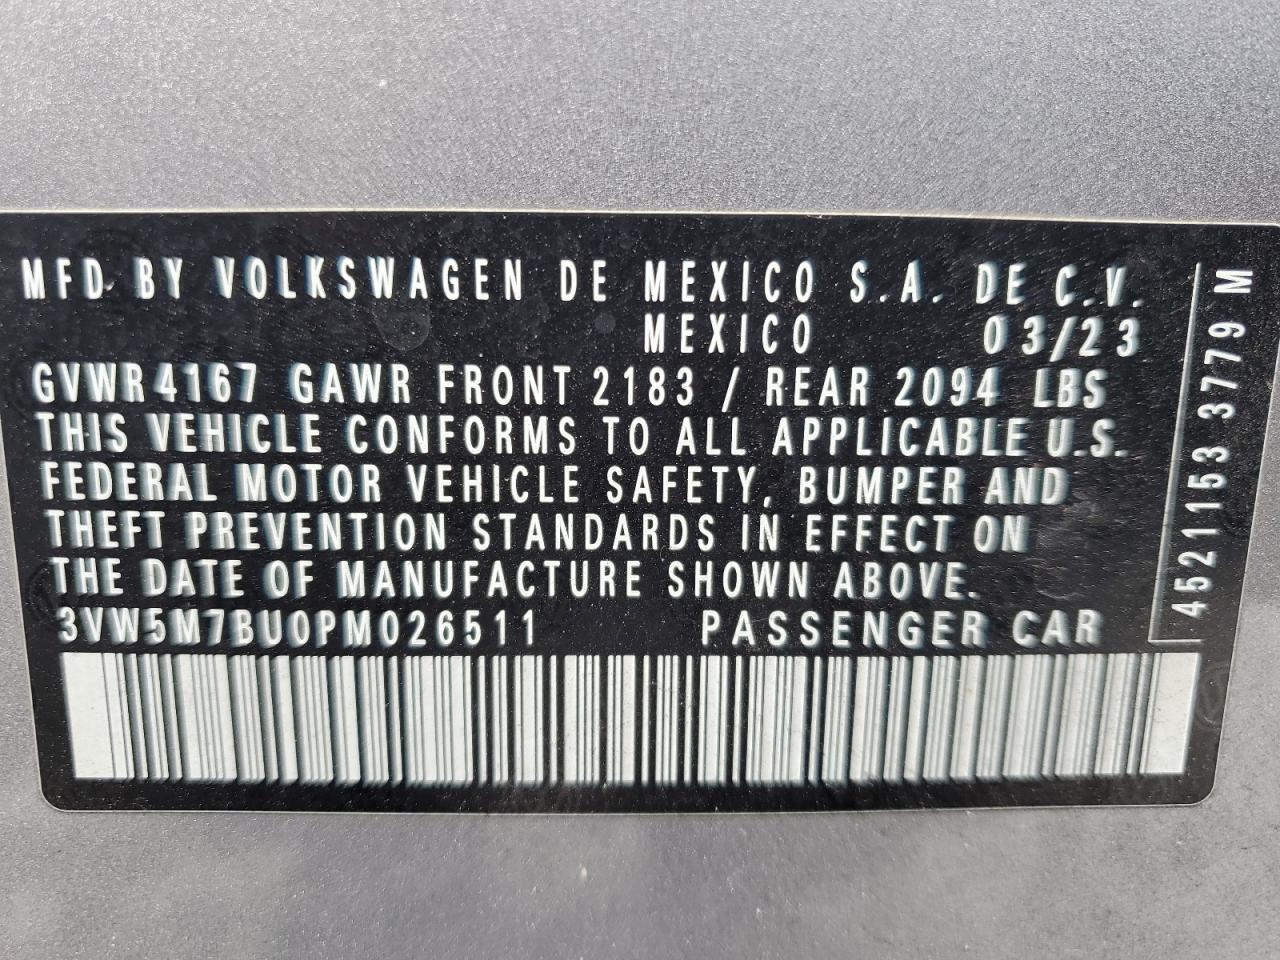 MFD. BY VOLKSWAGEN DE MEXICO S.A. DE C.V.
MEXICO 03/23
GVWR 4167 GAWR FRONT 2183 / REAR 2094 LBS
THIS VEHICLE CONFORMS TO ALL APPLICABLE U.S.
FEDERAL MOTOR VEHICLE SAFETY, BUMPER AND
THEFT PREVENTION STANDARDS IN EFFECT ON
THE DATE OF MANUFACTURE SHOWN ABOVE.
3VW5M7BU0PM026511 PASSENGER CAR
4521153 3779 M